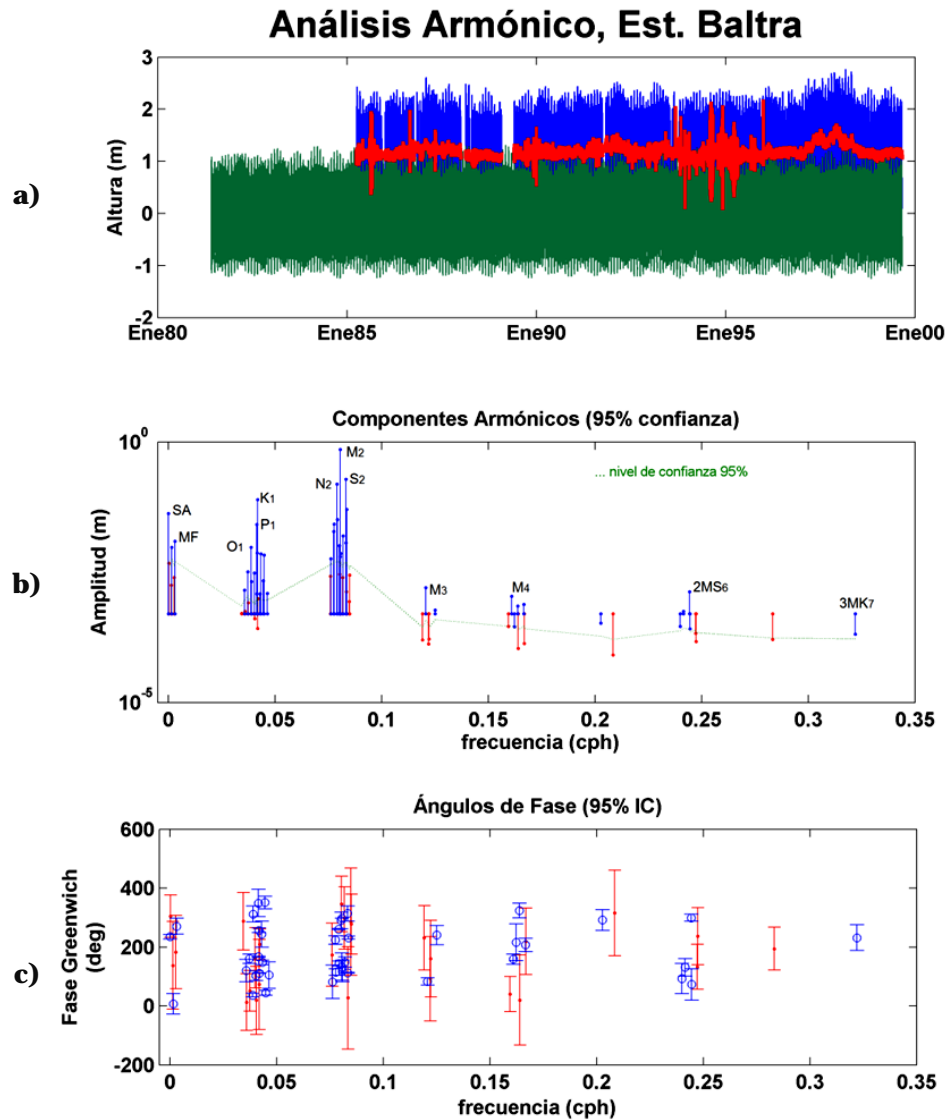 Análisis Armónico, Est. Baltra
a)
Altura (m)
3
2
1
0
-1
-2
Ene80 Ene85 Ene90 Ene95 Ene00
b)
Componentes Armónicos (95% confianza)
Amplitud (m)
10^0
10^-5
... nivel de confianza 95%
SA
MF
O1
K1
P1
N2
M2
S2
M3
M4
2MS6
3MK7
0 0.05 0.1 0.15 0.2 0.25 0.3 0.35
frecuencia (cph)
c)
Ángulos de Fase (95% IC)
Fase Greenwich
(deg)
600
400
200
0
-200
0 0.05 0.1 0.15 0.2 0.25 0.3 0.35
frecuencia (cph)